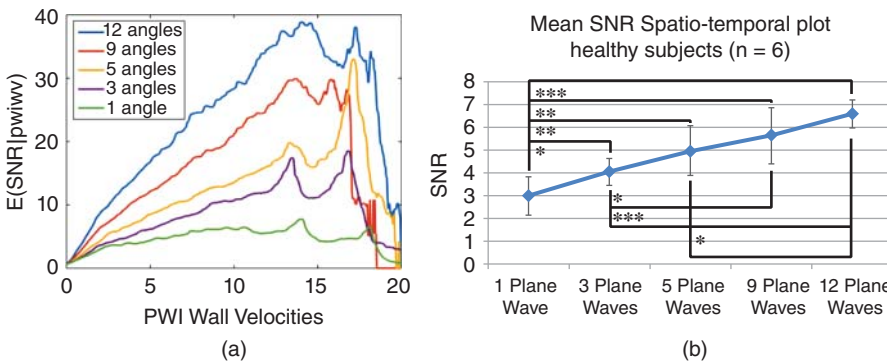 40
30
20
10
0
E(SNR|pwiwv)
12 angles
9 angles
5 angles
3 angles
1 angle
0 5 10 15 20
PWI Wall Velocities
(a)
Mean SNR Spatio-temporal plot
healthy subjects (n = 6)
8
7
6
5
4
3
2
1
0
SNR
***
**
**
*
*
***
*
1 Plane Wave
3 Plane Waves
5 Plane Waves
9 Plane Waves
12 Plane Waves
(b)